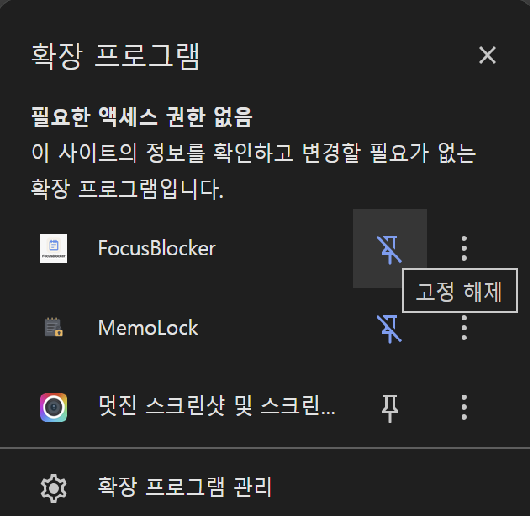 확장 프로그램
필요한 액세스 권한 없음
이 사이트의 정보를 확인하고 변경할 필요가 없는
확장 프로그램입니다.
FocusBlocker
고정 해제
MemoLock
멋진 스크린샷 및 스크린...
확장 프로그램 관리